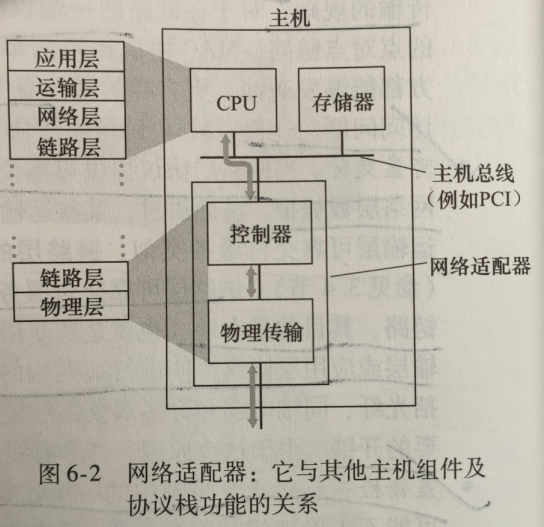 主机
应用层
运输层
网络层
链路层
CPU
存储器
主机总线
（例如PCI）
控制器
网络适配器
链路层
物理层
物理传输
图 6-2 网络适配器：它与其他主机组件及
协议栈功能的关系